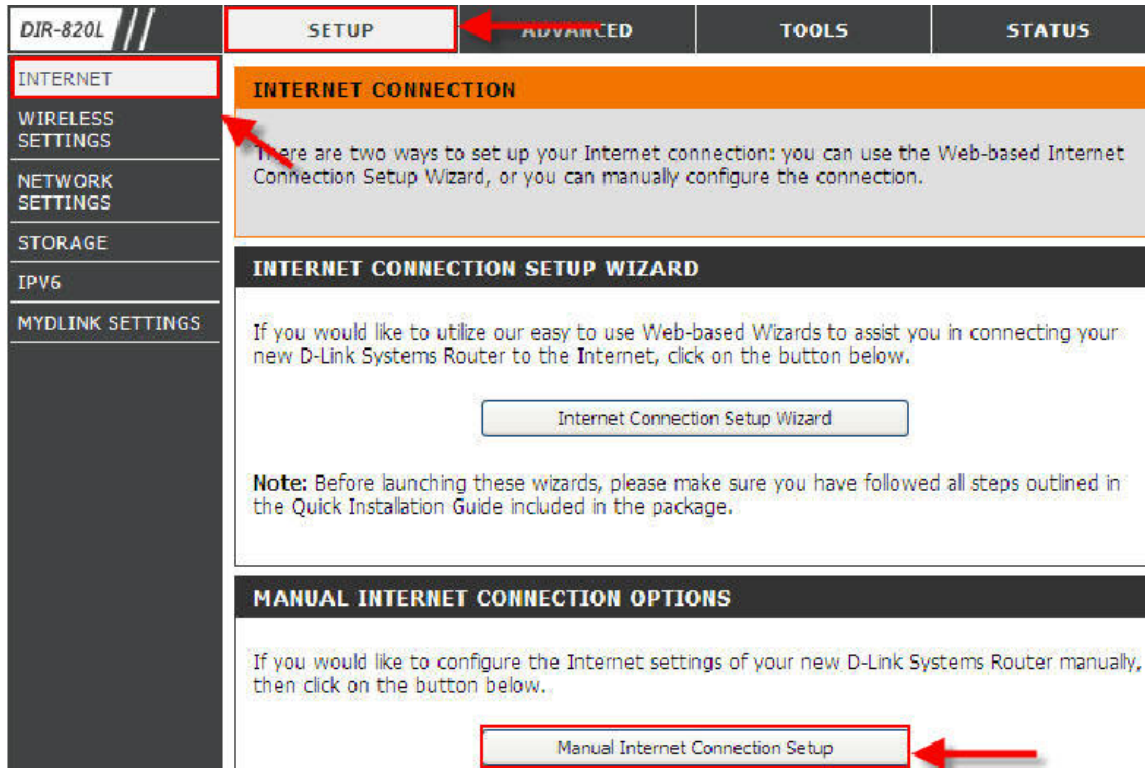 DIR-820L
SETUP
ADVANCED
TOOLS
STATUS
INTERNET
WIRELESS
SETTINGS
NETWORK
SETTINGS
STORAGE
IPV6
MYDLINK SETTINGS
INTERNET CONNECTION
There are two ways to set up your Internet connection: you can use the Web-based Internet
Connection Setup Wizard, or you can manually configure the connection.
INTERNET CONNECTION SETUP WIZARD
If you would like to utilize our easy to use Web-based Wizards to assist you in connecting your
new D-Link Systems Router to the Internet, click on the button below.
Internet Connection Setup Wizard
Note: Before launching these wizards, please make sure you have followed all steps outlined in
the Quick Installation Guide included in the package.
MANUAL INTERNET CONNECTION OPTIONS
If you would like to configure the Internet settings of your new D-Link Systems Router manually,
then click on the button below.
Manual Internet Connection Setup